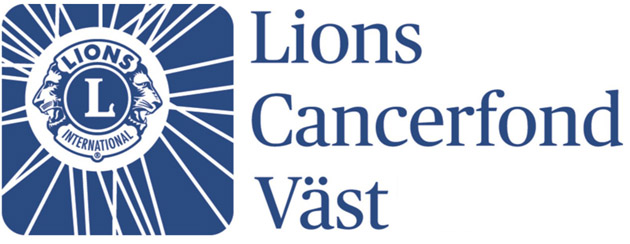 LIONS
L
INTERNATIONAL
®
Lions
Cancerfond
Väst